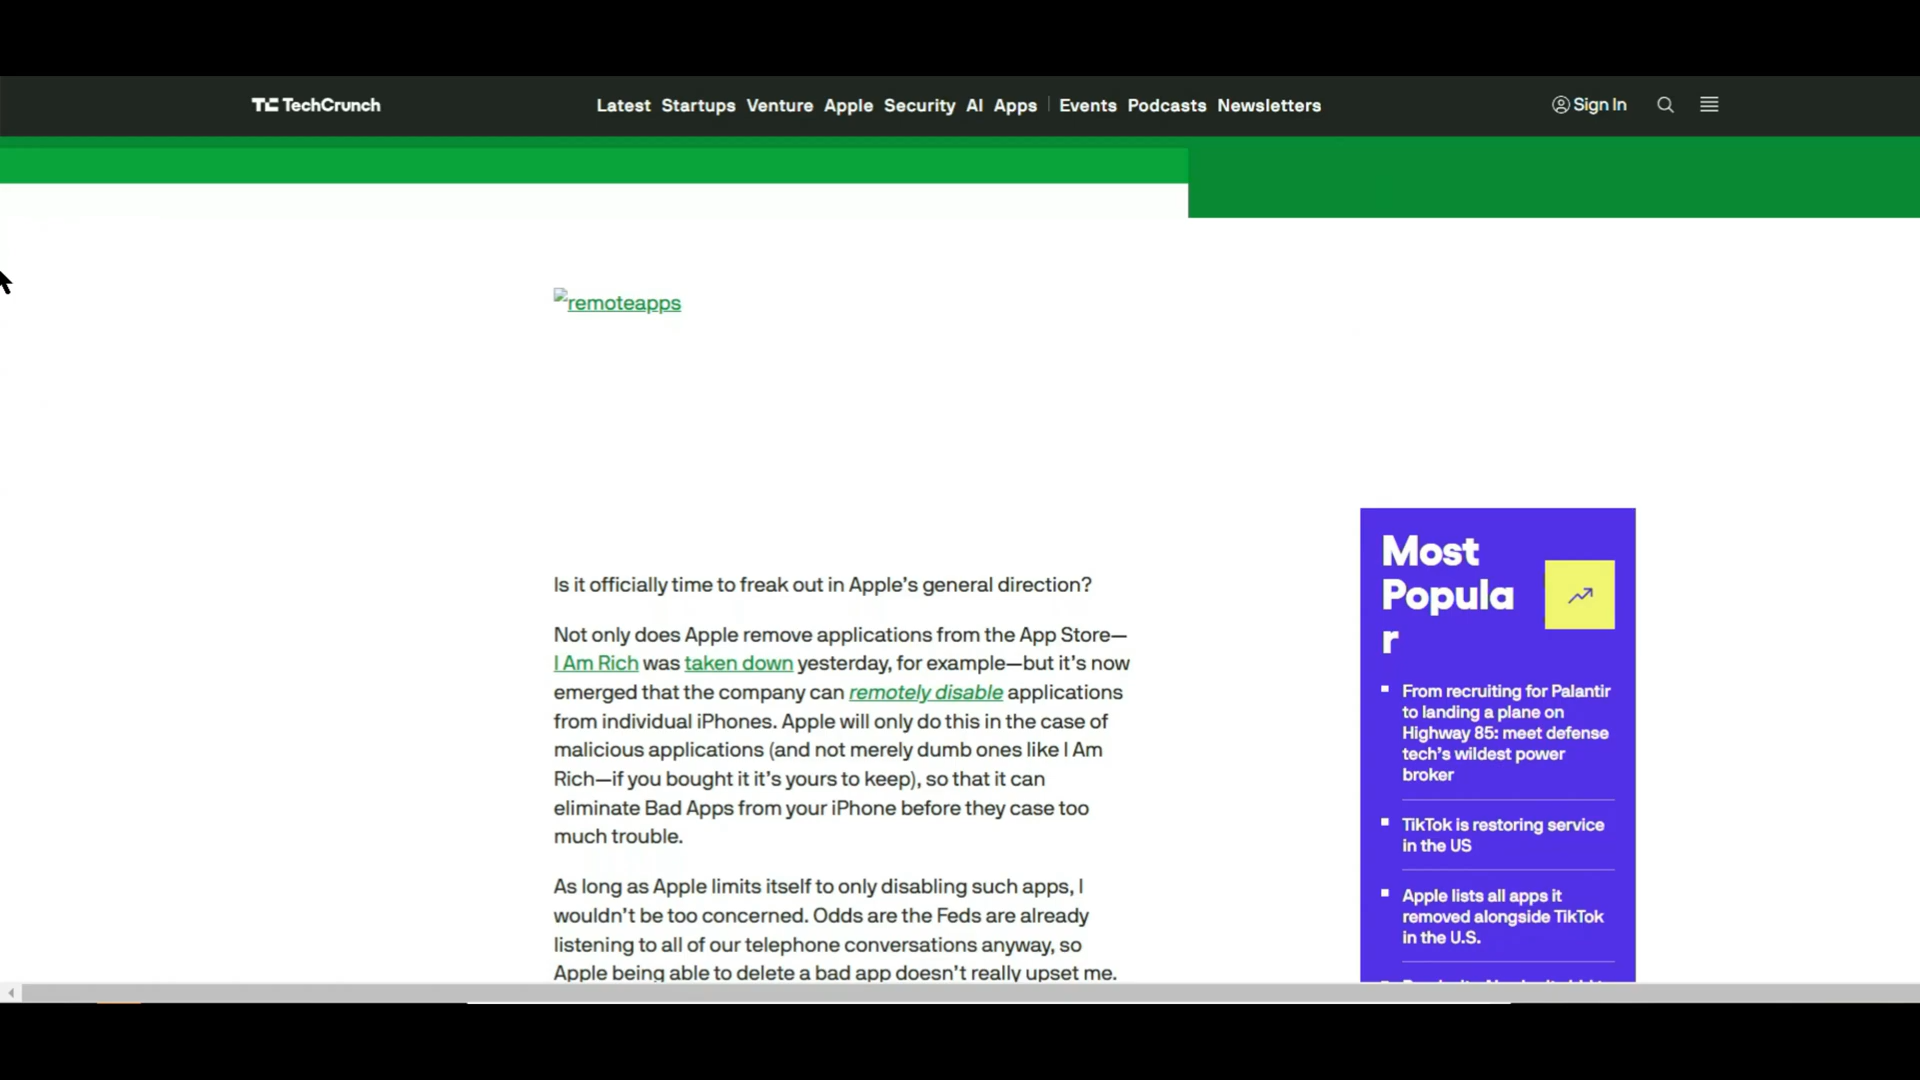 TechCrunch
Latest Startups Venture Apple Security AI Apps Events Podcasts Newsletters
Sign In
remoteapps
Is it officially time to freak out in Apple’s general direction?
Not only does Apple remove applications from the App Store—
I Am Rich was taken down yesterday, for example—but it’s now
emerged that the company can remotely disable applications
from individual iPhones. Apple will only do this in the case of
malicious applications (and not merely dumb ones like I Am
Rich—if you bought it it’s yours to keep), so that it can
eliminate Bad Apps from your iPhone before they case too
much trouble.
As long as Apple limits itself to only disabling such apps, I
wouldn’t be too concerned. Odds are the Feds are already
listening to all of our telephone conversations anyway, so
Apple being able to delete a bad app doesn’t really upset me.
Most
Popula
r
From recruiting for Palantir
to landing a plane on
Highway 85: meet defense
tech’s wildest power
broker
TikTok is restoring service
in the US
Apple lists all apps it
removed alongside TikTok
in the U.S.